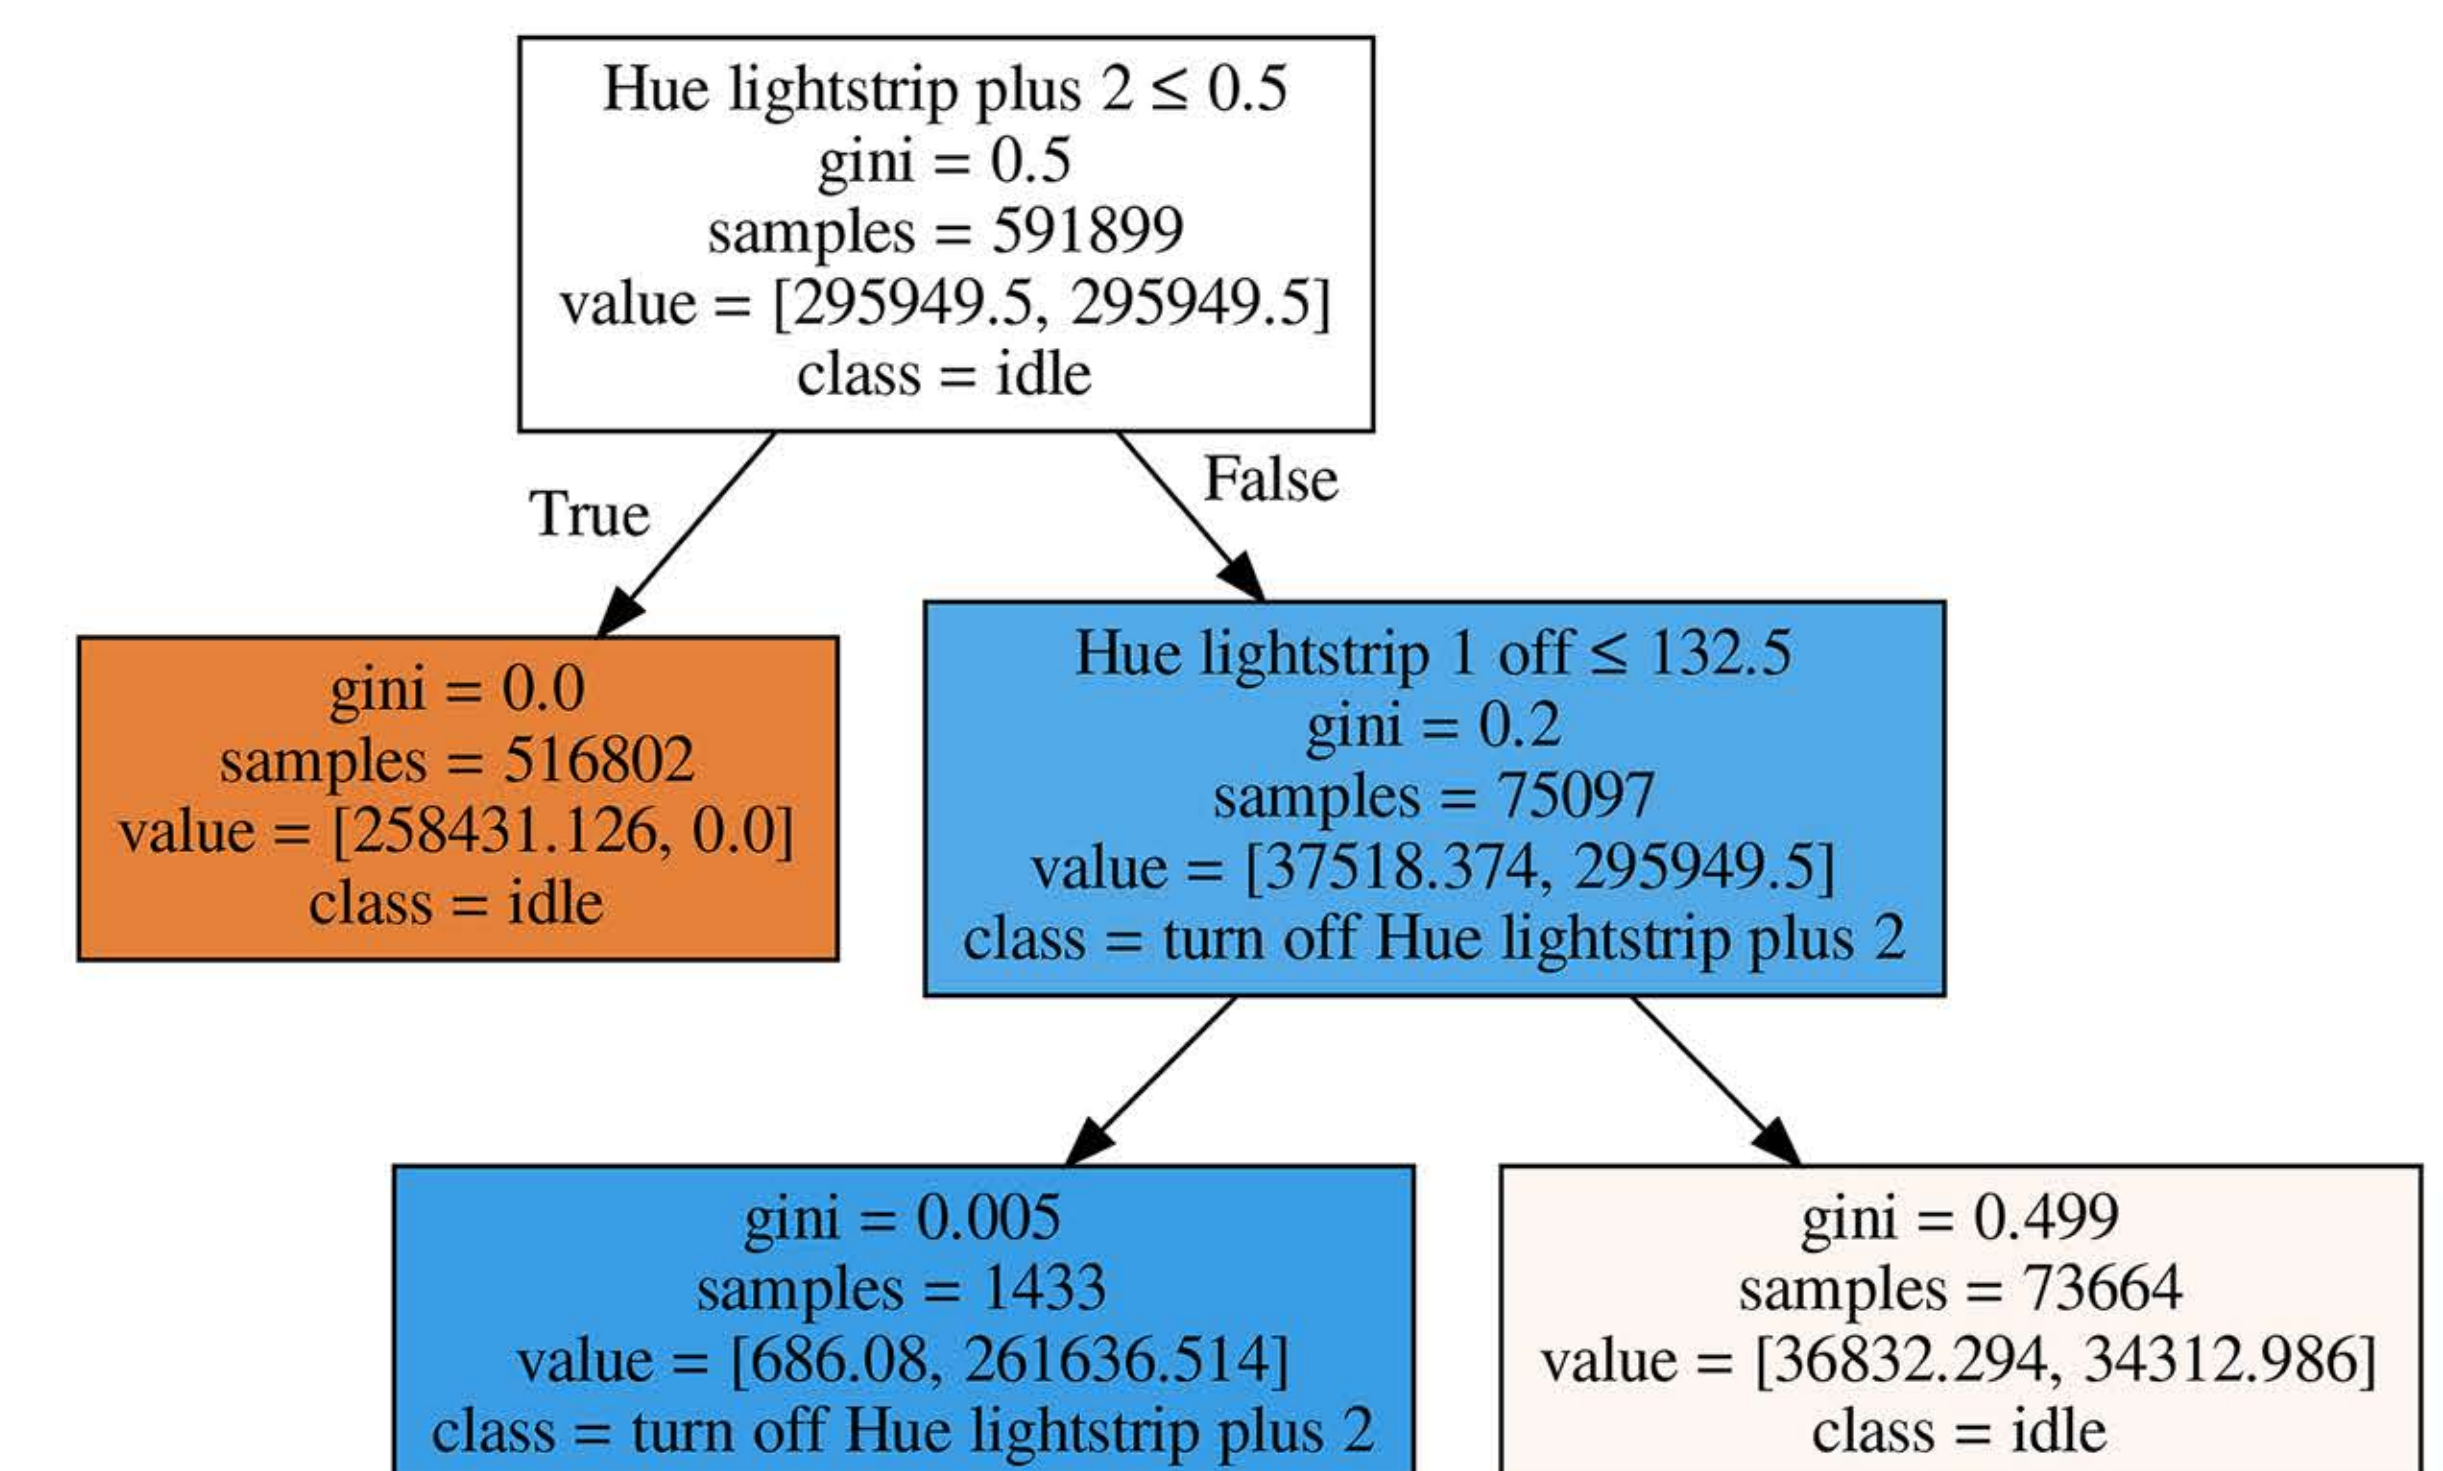 Hue lightstrip plus 2 ≤ 0.5
gini = 0.5
samples = 591899
value = [295949.5, 295949.5]
class = idle
True
False
gini = 0.0
samples = 516802
value = [258431.126, 0.0]
class = idle
Hue lightstrip 1 off ≤ 132.5
gini = 0.2
samples = 75097
value = [37518.374, 295949.5]
class = turn off Hue lightstrip plus 2
gini = 0.005
samples = 1433
value = [686.08, 261636.514]
class = turn off Hue lightstrip plus 2
gini = 0.499
samples = 73664
value = [36832.294, 34312.986]
class = idle